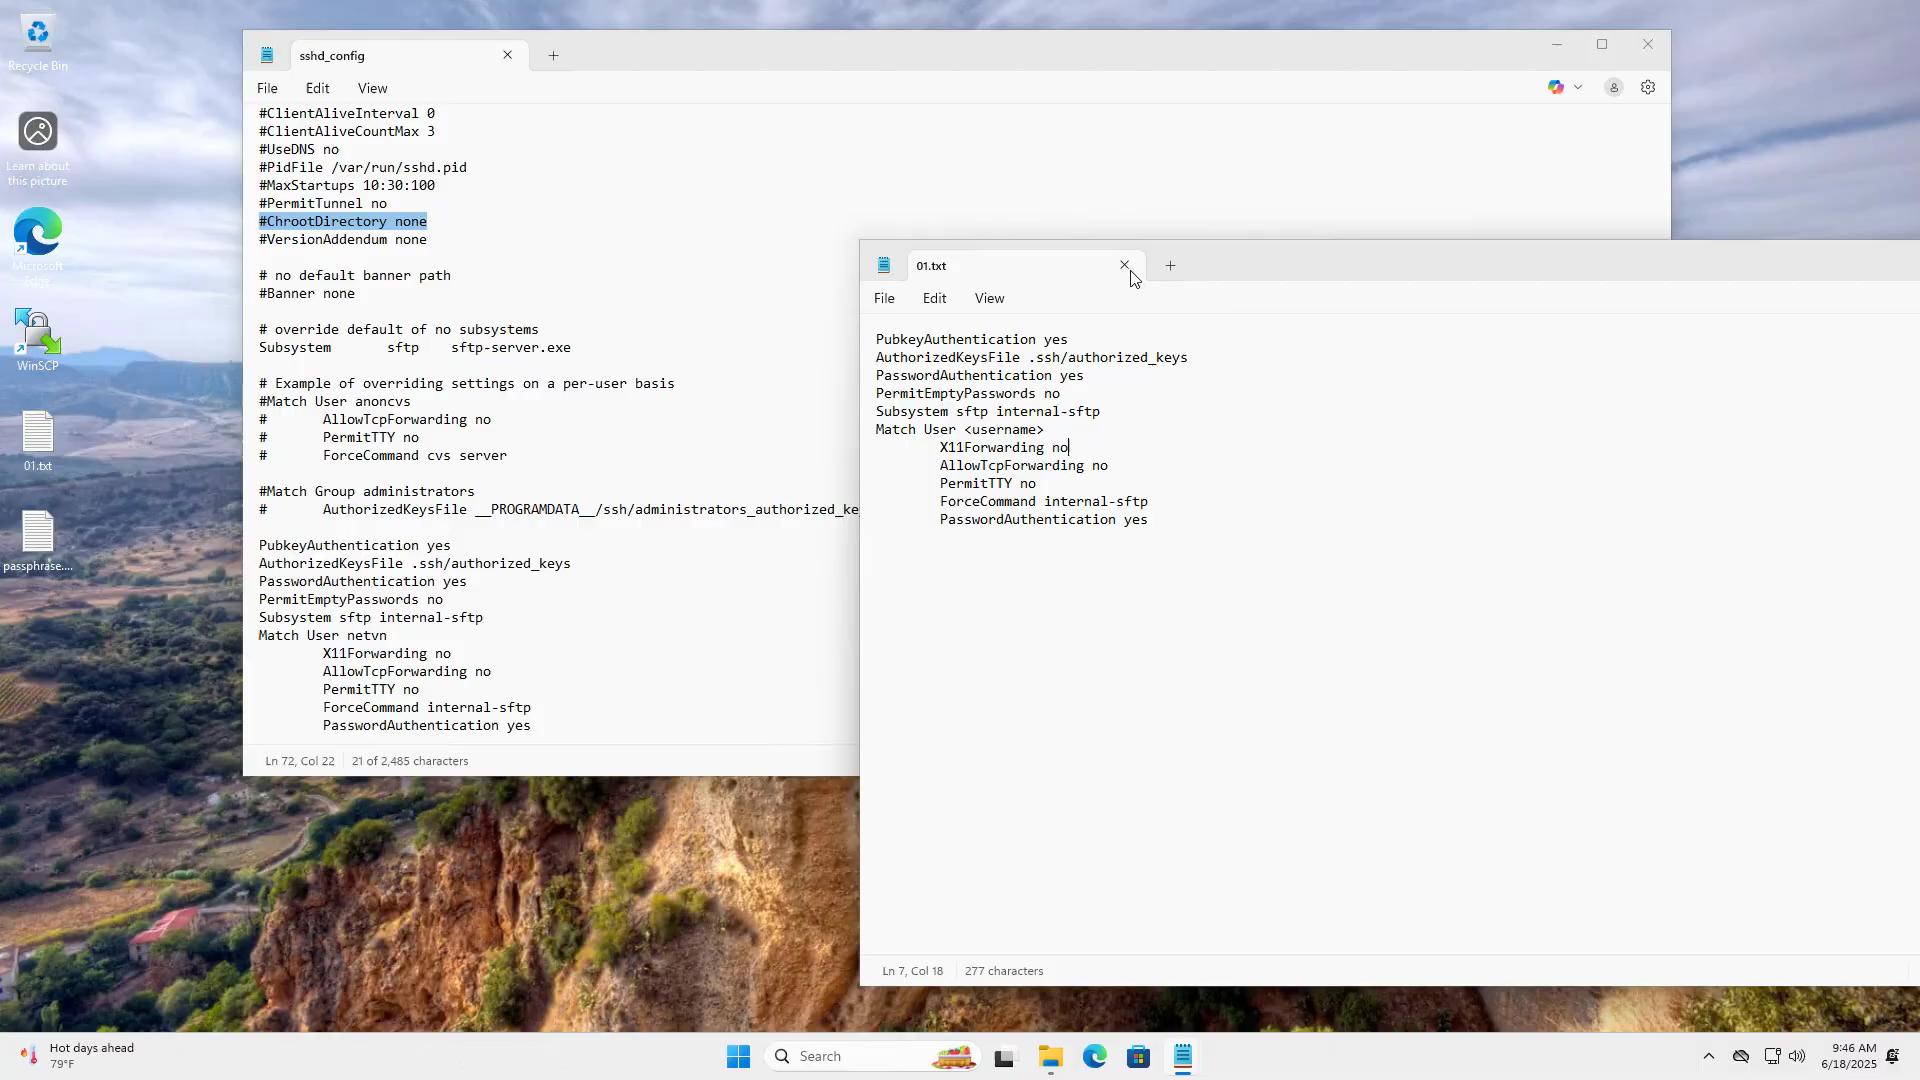 Recycle Bin
Learn about
this picture
Microsoft
Edge
WinSCP
01.txt
passphrase....
sshd_config
File Edit View
#ClientAliveInterval 0
#ClientAliveCountMax 3
#UseDNS no
#PidFile /var/run/sshd.pid
#MaxStartups 10:30:100
#PermitTunnel no
#ChrootDirectory none
#VersionAddendum none
# no default banner path
#Banner none
# override default of no subsystems
Subsystem sftp sftp-server.exe
# Example of overriding settings on a per-user basis
#Match User anoncvs
# AllowTcpForwarding no
# PermitTTY no
# ForceCommand cvs server
#Match Group administrators
# AuthorizedKeysFile __PROGRAMDATA__/ssh/administrators_authorized_ke
PubkeyAuthentication yes
AuthorizedKeysFile .ssh/authorized_keys
PasswordAuthentication yes
PermitEmptyPasswords no
Subsystem sftp internal-sftp
Match User netvn
X11Forwarding no
AllowTcpForwarding no
PermitTTY no
ForceCommand internal-sftp
PasswordAuthentication yes
Ln 72, Col 22 21 of 2,485 characters
01.txt
File Edit View
PubkeyAuthentication yes
AuthorizedKeysFile .ssh/authorized_keys
PasswordAuthentication yes
PermitEmptyPasswords no
Subsystem sftp internal-sftp
Match User <username>
X11Forwarding no
AllowTcpForwarding no
PermitTTY no
ForceCommand internal-sftp
PasswordAuthentication yes
Ln 7, Col 18 277 characters
Hot days ahead
79°F
Search
9:46 AM
6/18/2025